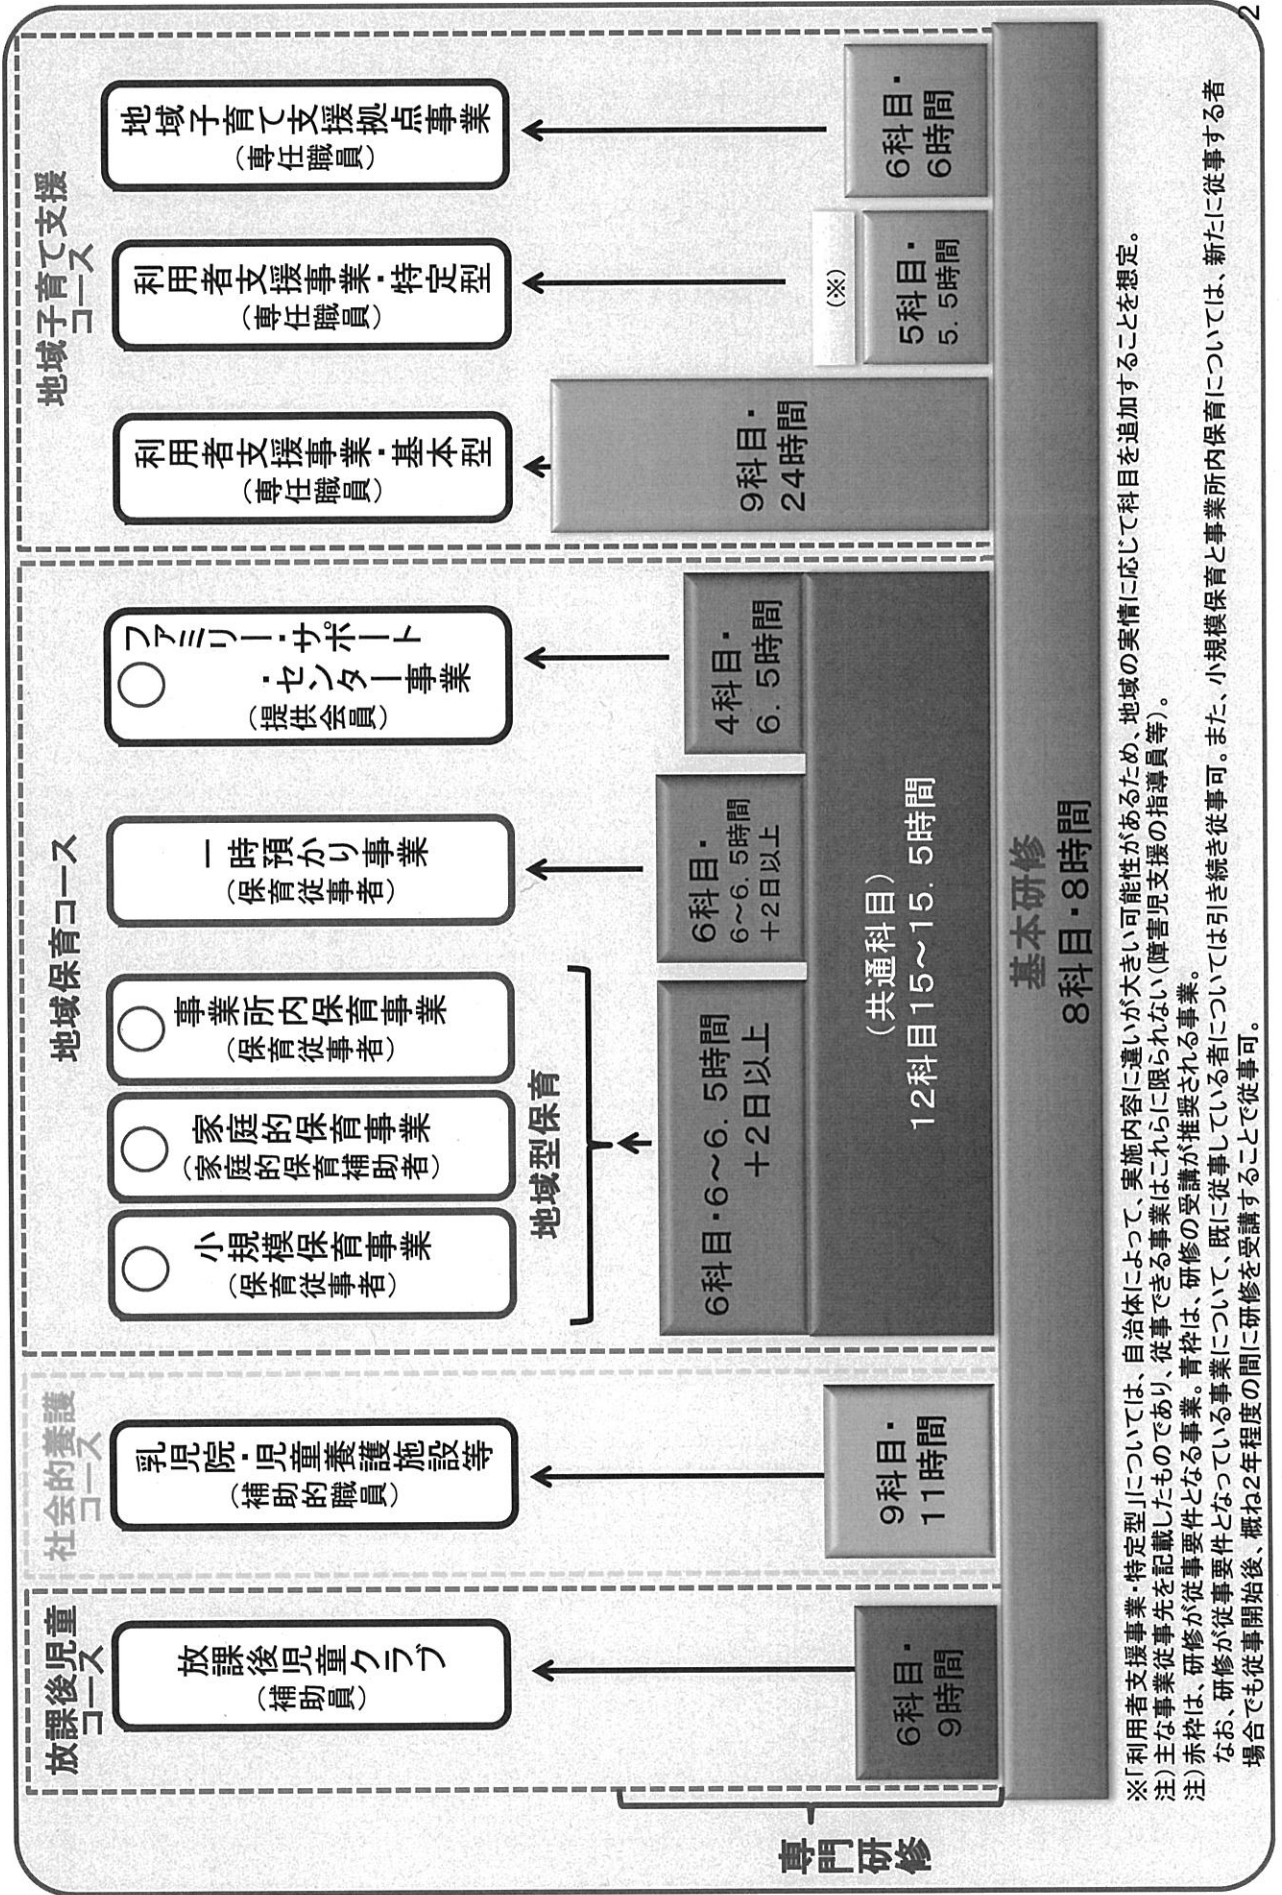 放課後児童
コース
社会的養護
コース
地域保育コース
地域子育て支援
コース
放課後児童クラブ
（補助員）
乳児院・児童養護施設等
（補助的職員）
小規模保育事業
（保育従事者）
家庭的保育事業
（家庭的保育補助者）
事業所内保育事業
（保育従事者）
一時預かり事業
（保育従事者）
ファミリー・サポート
・センター事業
（提供会員）
利用者支援事業・基本型
（専任職員）
利用者支援事業・特定型
（専任職員）
地域子育て支援拠点事業
（専任職員）
地域型保育
専門研修
6科目・
9時間
9科目・
11時間
6科目・6～6．5時間
＋2日以上
6科目・
6～6．5時間
＋2日以上
4科目・
6．5時間
（共通科目）
12科目15～15．5時間
9科目・
24時間
（※）
5科目・
5．5時間
6科目・
6時間
基本研修
8科目・8時間
※「利用者支援事業・特定型」については、自治体によって、実施内容に違いが大きい可能性があるため、地域の実情に応じて科目を追加することを想定。
注）主な事業従事先を記載したものであり、従事できる事業はこれらに限られない（障害児支援の指導員等）。
注）赤枠は、研修が従事要件となる事業。青枠は、研修の受講が推奨される事業。
なお、研修が従事要件となっている事業について、既に従事している者については引き続き従事可。また、小規模保育と事業所内保育については、新たに従事する者
場合でも従事開始後、概ね2年程度の間に研修を受講することで従事可。
2